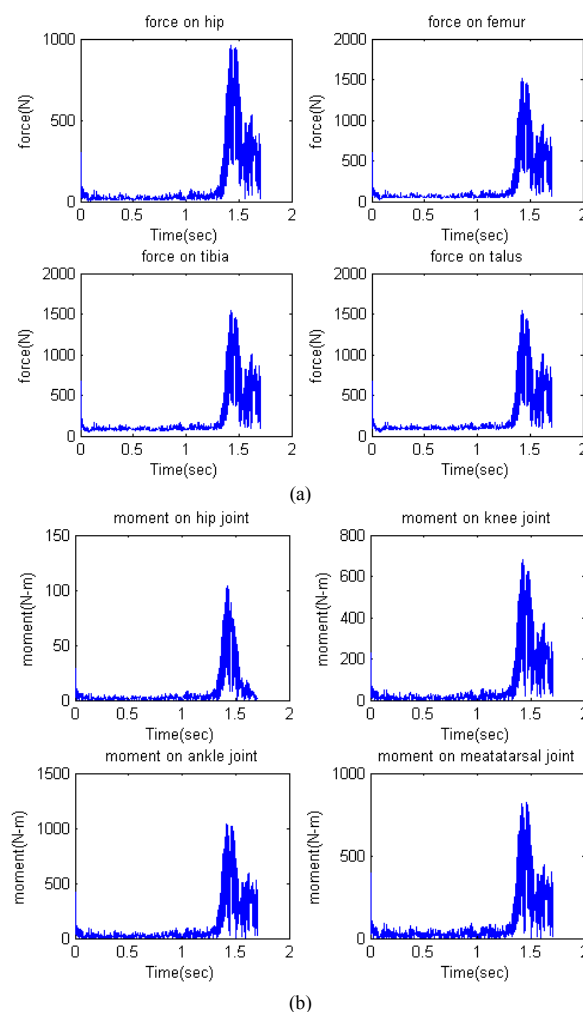 force on hip
force on femur
1000
500
0
force(N)
0 0.5 1 1.5 2
Time(sec)
2000
1500
1000
500
0
force(N)
0 0.5 1 1.5 2
Time(sec)
force on tibia
force on talus
2000
1500
1000
500
0
force(N)
0 0.5 1 1.5 2
Time(sec)
2000
1500
1000
500
0
force(N)
0 0.5 1 1.5 2
Time(sec)
(a)
moment on hip joint
moment on knee joint
150
100
50
0
moment(N-m)
0 0.5 1 1.5 2
Time(sec)
800
600
400
200
0
moment(N-m)
0 0.5 1 1.5 2
Time(sec)
moment on ankle joint
moment on meatatarsal joint
1500
1000
500
0
moment(N-m)
0 0.5 1 1.5 2
Time(sec)
1000
500
0
moment(N-m)
0 0.5 1 1.5 2
Time(sec)
(b)